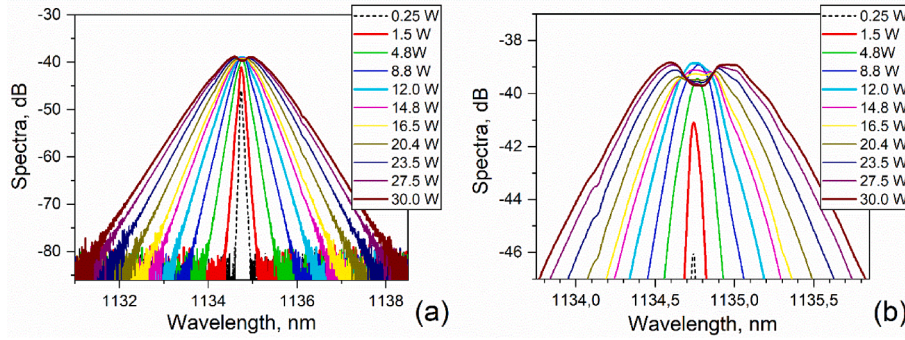 -30
-40
-50
-60
-70
-80
Spectra, dB
1132
1134
1136
1138
Wavelength, nm
(a)
0.25 W
1.5 W
4.8W
8.8 W
12.0 W
14.8 W
16.5 W
20.4 W
23.5 W
27.5 W
30.0 W
-38
-40
-42
-44
-46
Spectra, dB
1134,0
1134,5
1135,0
1135,5
Wavelength, nm
(b)
0.25 W
1.5 W
4.8W
8.8 W
12.0 W
14.8 W
16.5 W
20.4 W
23.5 W
27.5 W
30.0 W